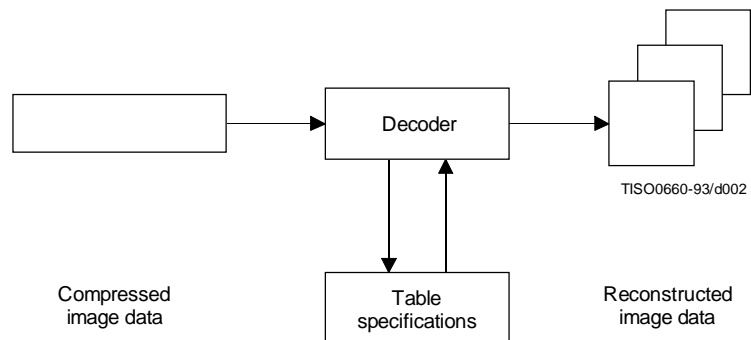 Decoder
TISO0660-93/d002
Compressed
image data
Table
specifications
Reconstructed
image data